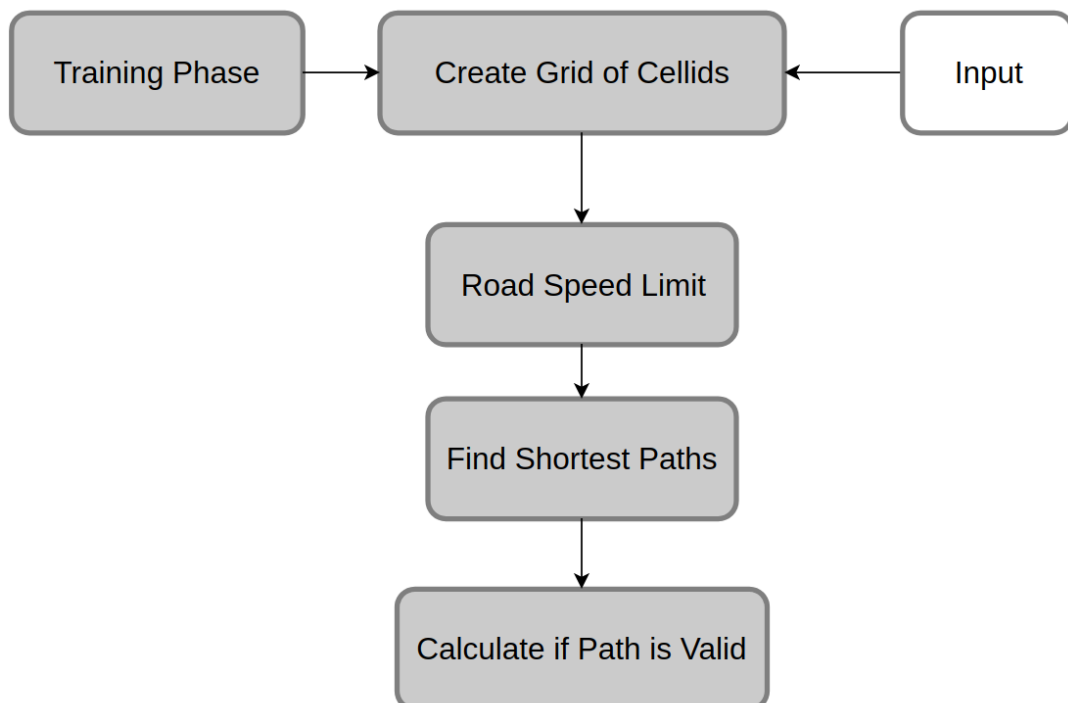 Training Phase
Create Grid of Cellids
Input
Road Speed Limit
Find Shortest Paths
Calculate if Path is Valid